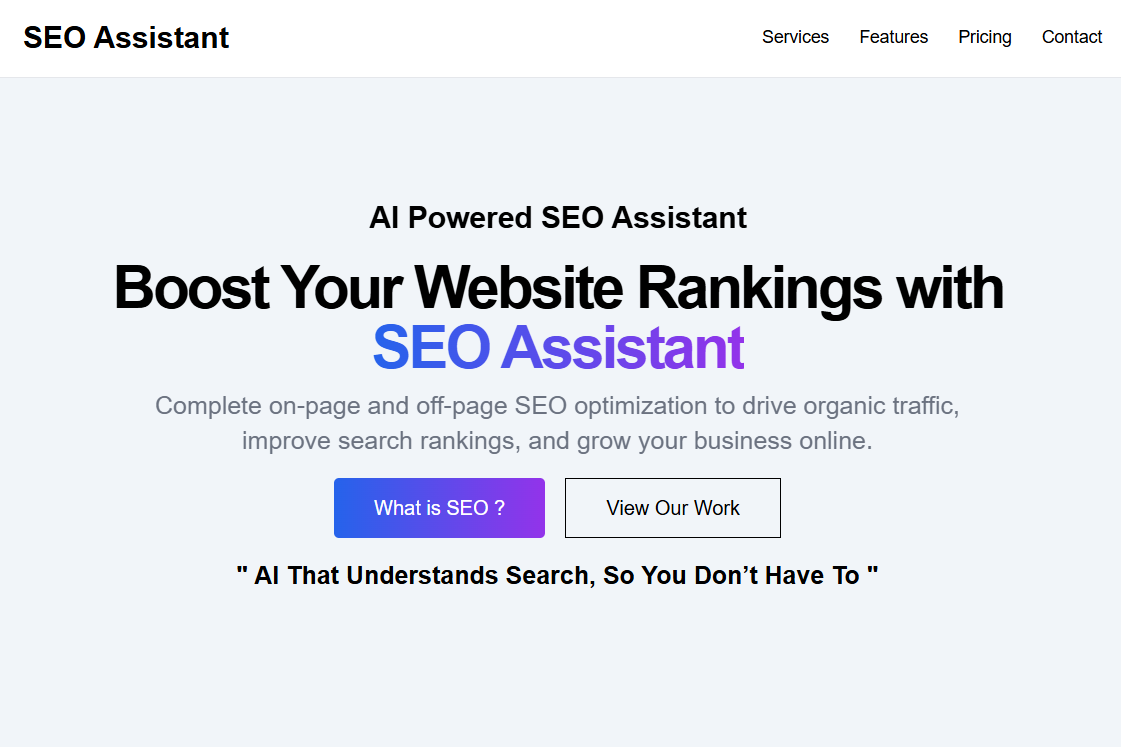 SEO Assistant
Services Features Pricing Contact
AI Powered SEO Assistant
Boost Your Website Rankings with
SEO Assistant
Complete on-page and off-page SEO optimization to drive organic traffic,
improve search rankings, and grow your business online.
What is SEO ? View Our Work
" AI That Understands Search, So You Don’t Have To "